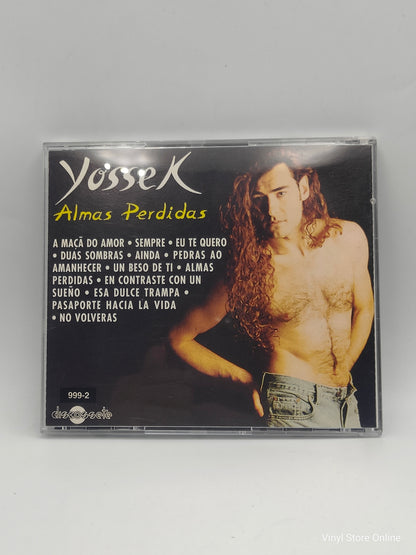 Yossek
Almas Perdidas
A MAÇÃ DO AMOR • SEMPRE • EU TE QUERO
• DUAS SOMBRAS • AINDA • PEDRAS AO
AMANHECER • UN BESO DE TI • ALMAS
PERDIDAS • EN CONTRASTE CON UN
SUEÑO • ESA DULCE TRAMPA •
PASAPORTE HACIA LA VIDA
• NO VOLVERAS
999-2
discossete
Vinyl Store Online